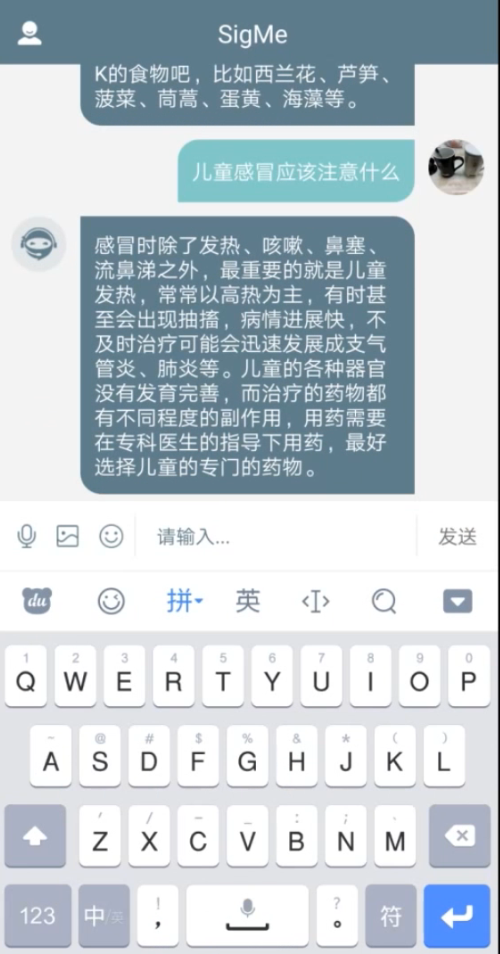 SigMe
K的食物吧，比如西兰花、芦笋、
菠菜、茼蒿、蛋黄、海藻等。
儿童感冒应该注意什么
感冒时除了发热、咳嗽、鼻塞、
流鼻涕之外，最重要的就是儿童
发热，常常以高热为主，有时甚
至会出现抽搐，病情进展快，不
及时治疗可能会迅速发展成支气
管炎、肺炎等。儿童的各种器官
没有发育完善，而治疗的药物都
有不同程度的副作用，用药需要
在专科医生的指导下用药，最好
选择儿童的专门的药物。
请输入... 发送
du 拼 英
1 2 3 4 5 6 7 8 9 0
Q W E R T Y U I O P
~ @ # $ % & * ( )
A S D F G H J K L
' / - _ : ; 、
Z X C V B N M
! ?
123 中/英 ， 。 符